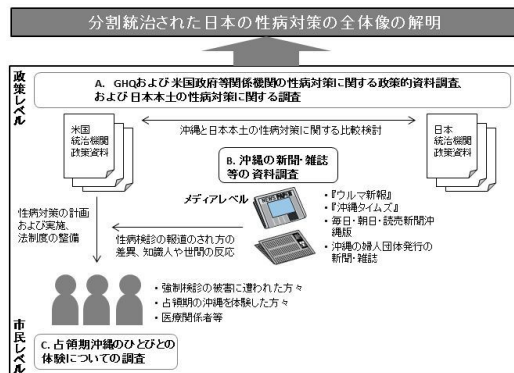 分割統治された日本の性病対策の全体像の解明
政策レベル
A. GHQおよび米国政府等関係機関の性病対策に関する政策的資料調査、
および日本本土の性病対策に関する調査
米国
統治機関
政策資料
沖縄と日本本土の性病対策に関する比較検討
日本
統治機関
政策資料
B. 沖縄の新聞・雑誌
等の資料調査
メディアレベル
NEWS PAPER
・『ウルマ新報』
・『沖縄タイムズ』
・毎日・朝日・読売新聞沖
縄版
・沖縄の婦人団体発行の
新聞・雑誌
性病対策の計画
および実施、
法制度の整備
性病検診の報道のされ方の
差異、知識人や世間の反応
・強制検診の被害に遭われた方々
・占領期の沖縄を体験した方々
・医療関係者等
市民レベル
C. 占領期沖縄のひとびとの
体験についての調査